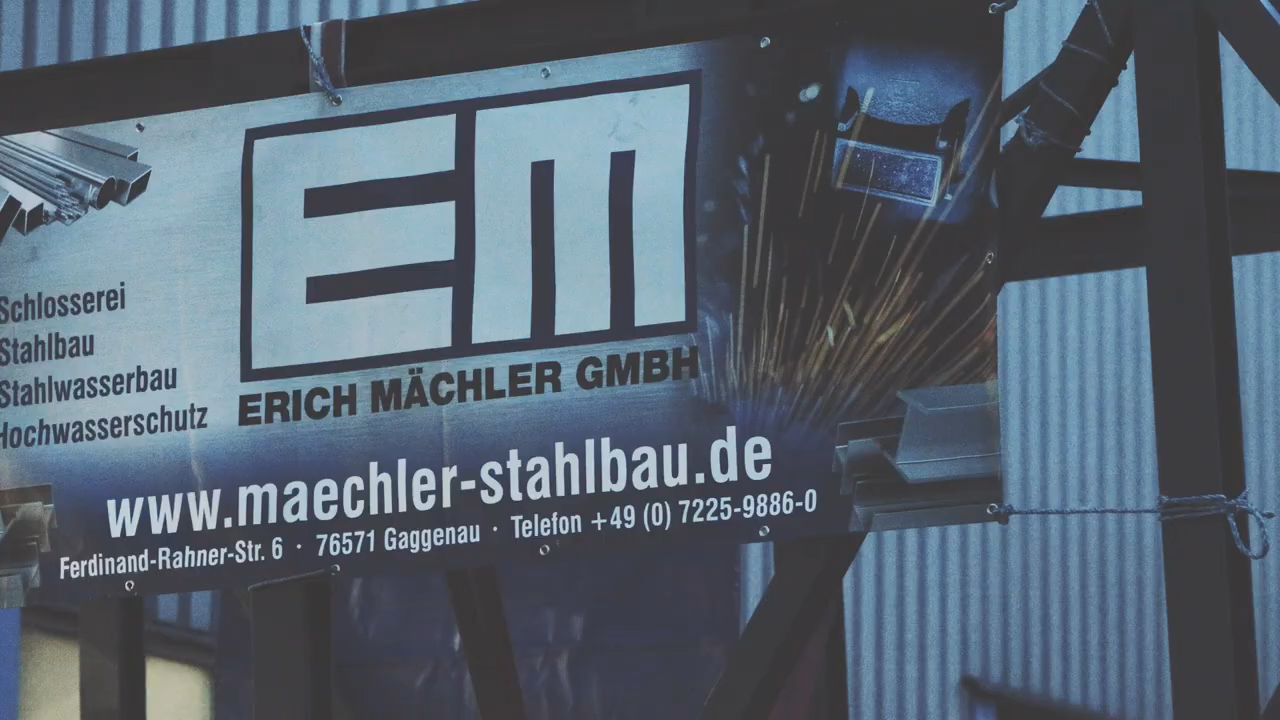 Schlosserei
Stahlbau
Stahlwasserbau
Hochwasserschutz
EM
ERICH MÄCHLER GMBH
www.maechler-stahlbau.de
Ferdinand-Rahner-Str. 6 · 76571 Gaggenau · Telefon +49 (0) 7225-9886-0